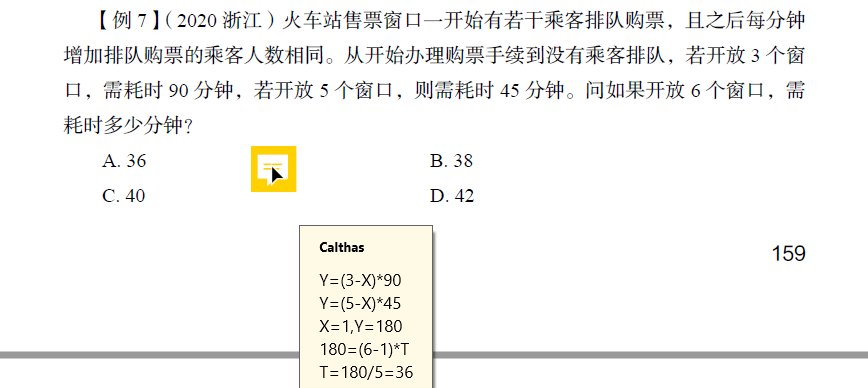 【例 7】（2020 浙江）火车站售票窗口一开始有若干乘客排队购票，且之后每分钟
增加排队购票的乘客人数相同。从开始办理购票手续到没有乘客排队，若开放 3 个窗
口，需耗时 90 分钟，若开放 5 个窗口，则需耗时 45 分钟。问如果开放 6 个窗口，需
耗时多少分钟？
A. 36
B. 38
C. 40
D. 42
159
Calthas
Y=(3-X)*90
Y=(5-X)*45
X=1,Y=180
180=(6-1)*T
T=180/5=36